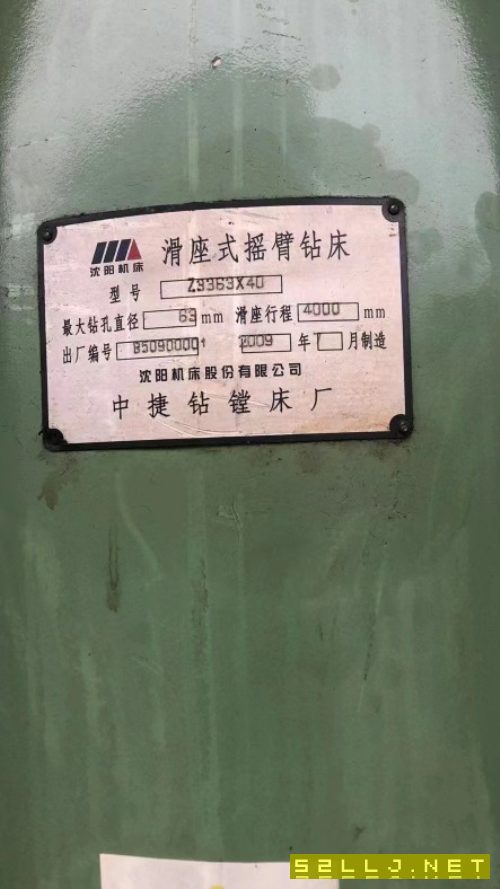 沈阳机床
滑座式摇臂钻床
型号 Z3363X40
最大钻孔直径 63 mm 滑座行程 4000 mm
出厂编号 B50900001 2009 年 7 月制造
沈阳机床股份有限公司
中捷钻镗床厂
52LLJ.NET